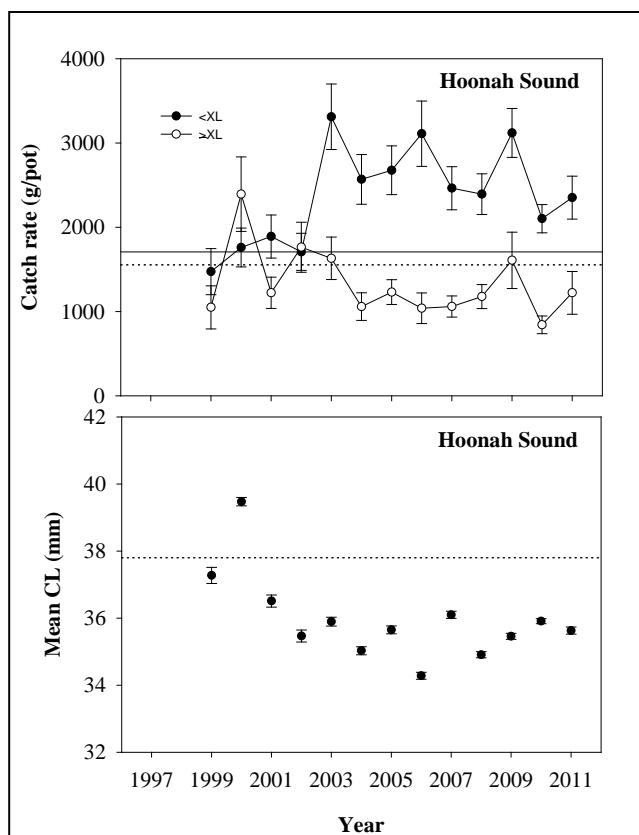 Hoonah Sound
4000
3000
2000
1000
0
Catch rate (g/pot)
<XL
≥XL
Hoonah Sound
42
40
38
36
34
32
Mean CL (mm)
1997 1999 2001 2003 2005 2007 2009 2011
Year